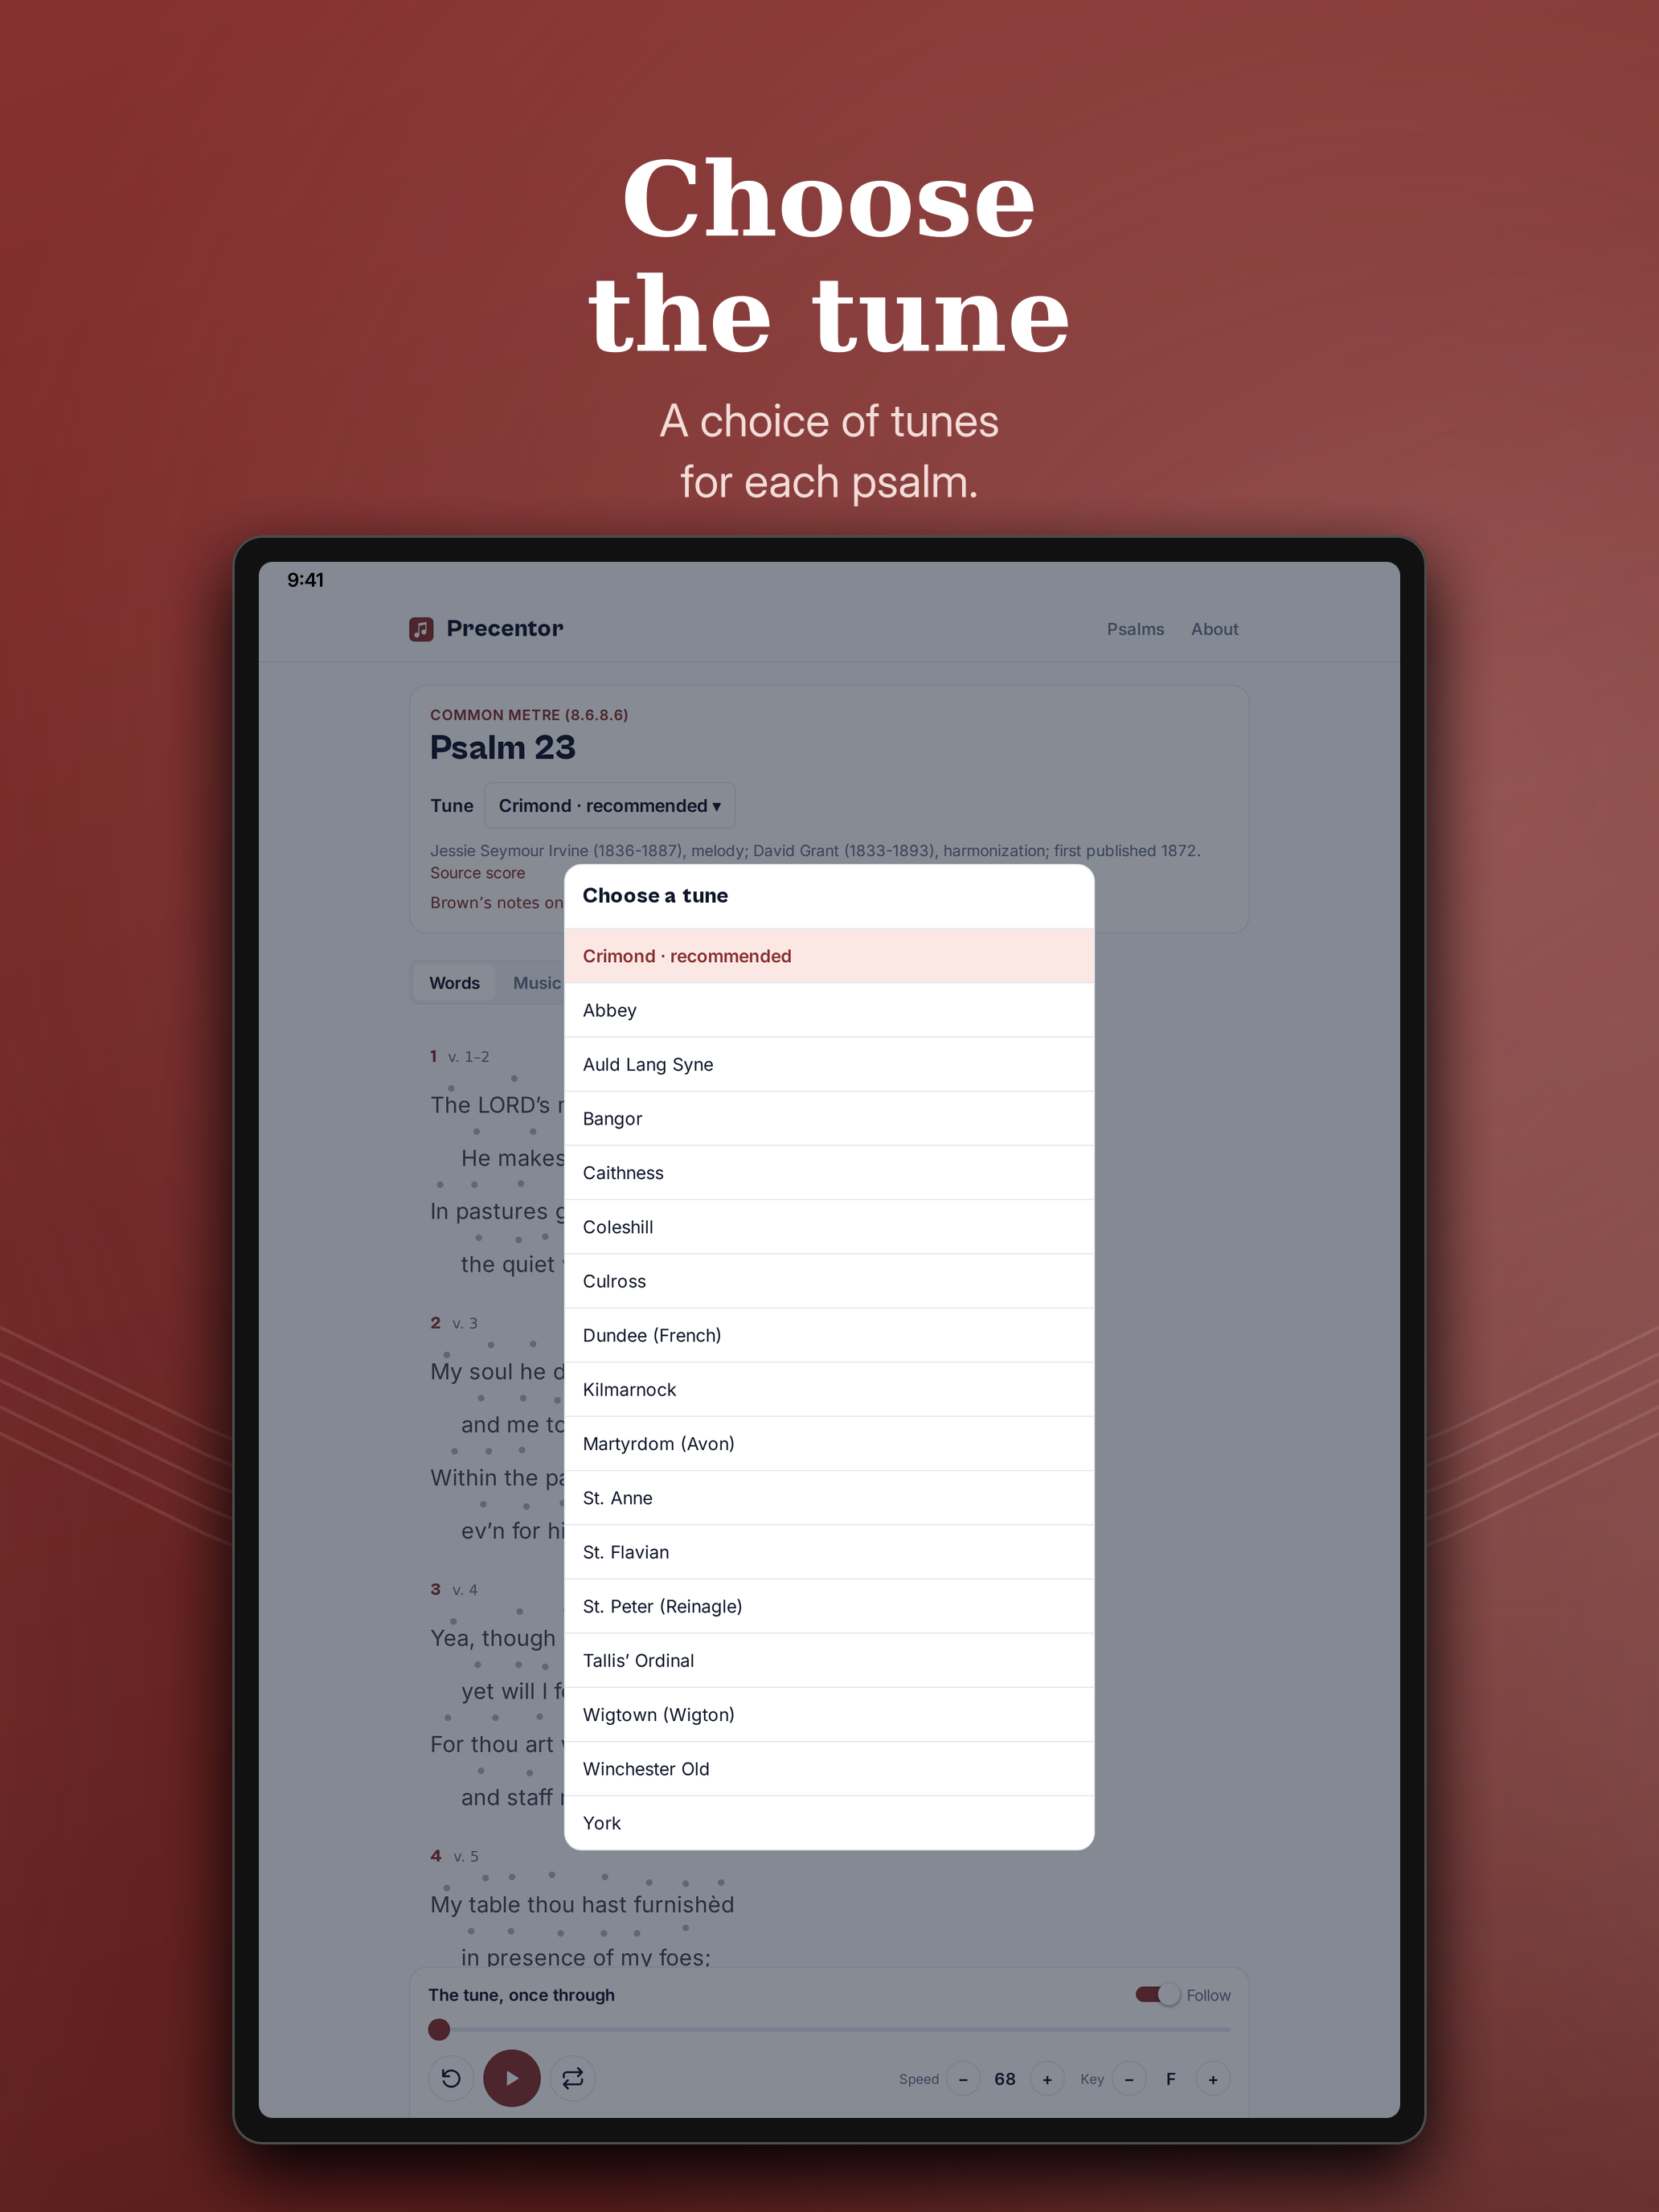 Choose
the tune
A choice of tunes
for each psalm.
9:41
Precentor
Psalms About
COMMON METRE (8.6.8.6)
Psalm 23
Tune Crimond · recommended ▾
Jessie Seymour Irvine (1836-1887), melody; David Grant (1833-1893), harmonization; first published 1872.
Source score
Brown’s notes on
Words Music
Choose a tune
Crimond · recommended
Abbey
Auld Lang Syne
Bangor
Caithness
Coleshill
Culross
Dundee (French)
Kilmarnock
Martyrdom (Avon)
St. Anne
St. Flavian
St. Peter (Reinagle)
Tallis’ Ordinal
Wigtown (Wigton)
Winchester Old
York
1 v. 1–2
The LORD’s
He makes
In pastures
the quiet
2 v. 3
My soul he
and me to
Within the
ev’n for
3 v. 4
Yea, though
yet will I
For thou art
and staff
4 v. 5
My table thou hast furnishèd
in presence of my foes;
The tune, once through
Follow
Speed − 68 + Key − F +